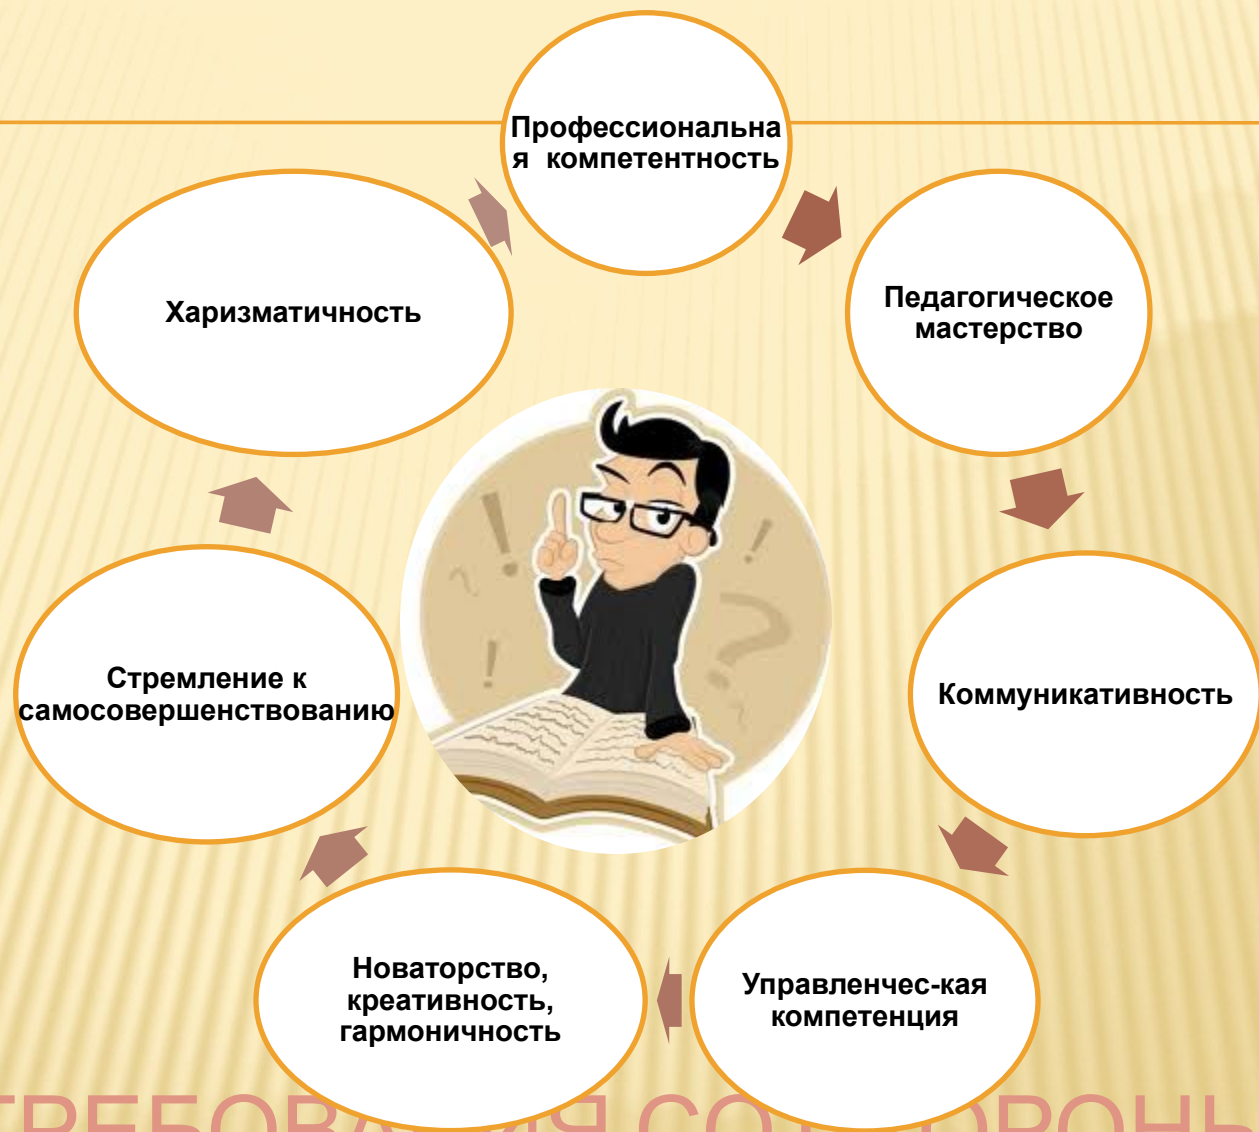 Профессиональна
я компетентность
Педагогическое
мастерство
Коммуникативность
Управленчес-кая
компетенция
Новаторство,
креативность,
гармоничность
Стремление к
самосовершенствованию
Харизматичность